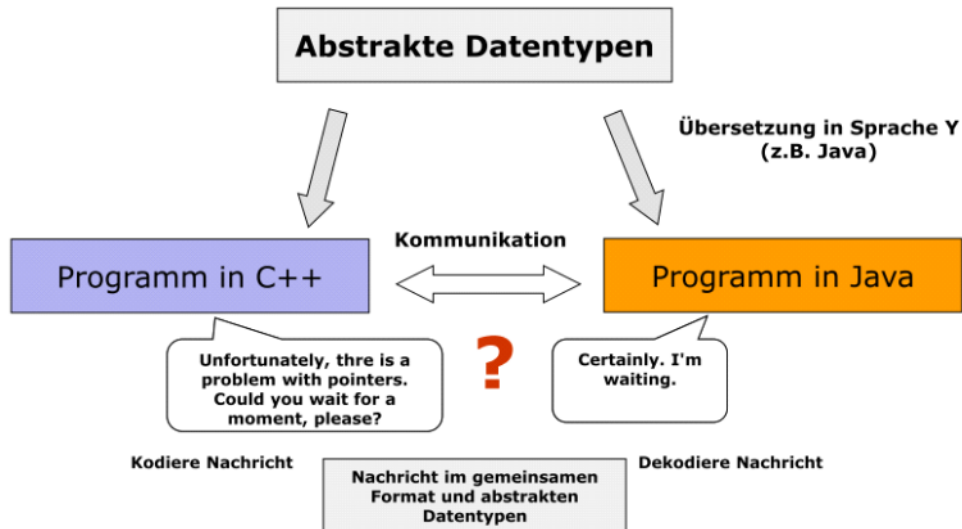 Abstrakte Datentypen
Übersetzung in Sprache Y
(z.B. Java)
Kommunikation
Programm in C++
Programm in Java
Unfortunately, thre is a
problem with pointers.
Could you wait for a
moment, please?
?
Certainly. I'm
waiting.
Kodiere Nachricht
Dekodiere Nachricht
Nachricht im gemeinsamen
Format und abstrakten
Datentypen